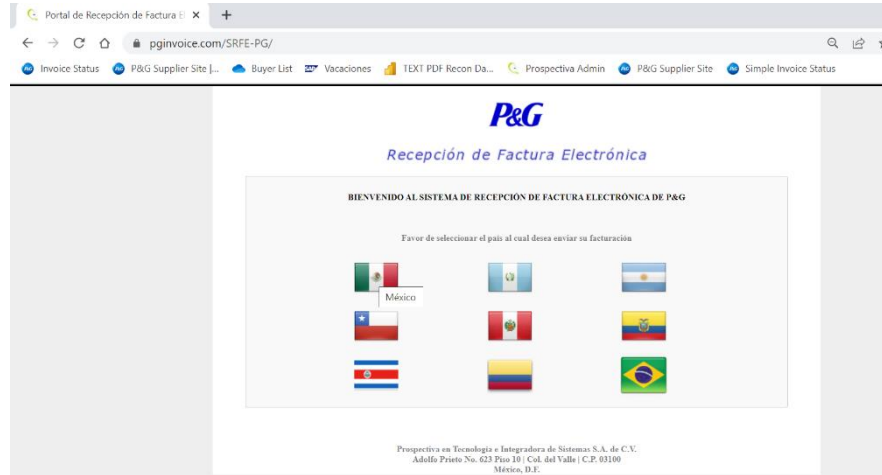 Portal de Recepción de Factura El
pginvoice.com/SRFE-PG/
Invoice Status P&G Supplier Site |... Buyer List SAP Vacaciones TEXT PDF Recon Da... Prospectiva Admin P&G Supplier Site Simple Invoice Status
P&G
Recepción de Factura Electrónica
BIENVENIDO AL SISTEMA DE RECEPCIÓN DE FACTURA ELECTRÓNICA DE P&G
Favor de seleccionar el país al cual desea enviar su facturación
México
Prospectiva en Tecnología e Integradora de Sistemas S.A. de C.V.
Adolfo Prieto No. 623 Piso 10 | Col. del Valle | C.P. 03100
México, D.F.